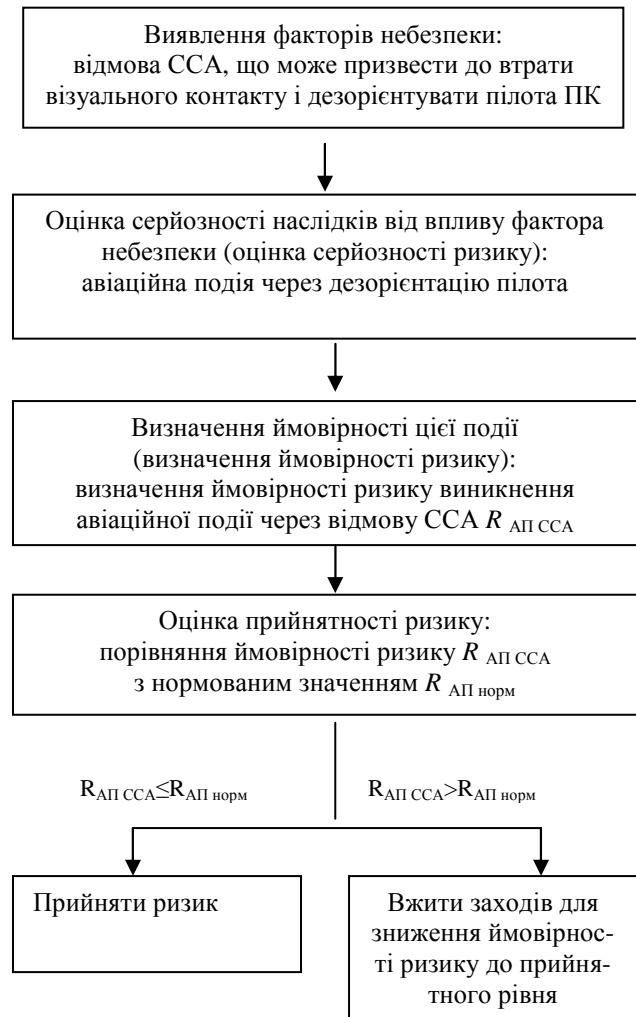 Виявлення факторів небезпеки:
відмова ССА, що може призвести до втрати
візуального контакту і дезорієнтувати пілота ПК
Оцінка серйозності наслідків від впливу фактора
небезпеки (оцінка серйозності ризику):
авіаційна подія через дезорієнтацію пілота
Визначення ймовірності цієї події
(визначення ймовірності ризику):
визначення ймовірності ризику виникнення
авіаційної події через відмову ССА R АП ССА
Оцінка прийнятності ризику:
порівняння ймовірності ризику R АП ССА
з нормованим значенням R АП норм
RАП ССА≤RАП норм
RАП ССА>RАП норм
Прийняти ризик
Вжити заходів для
зниження ймовірнос-
ті ризику до прийня-
тного рівня